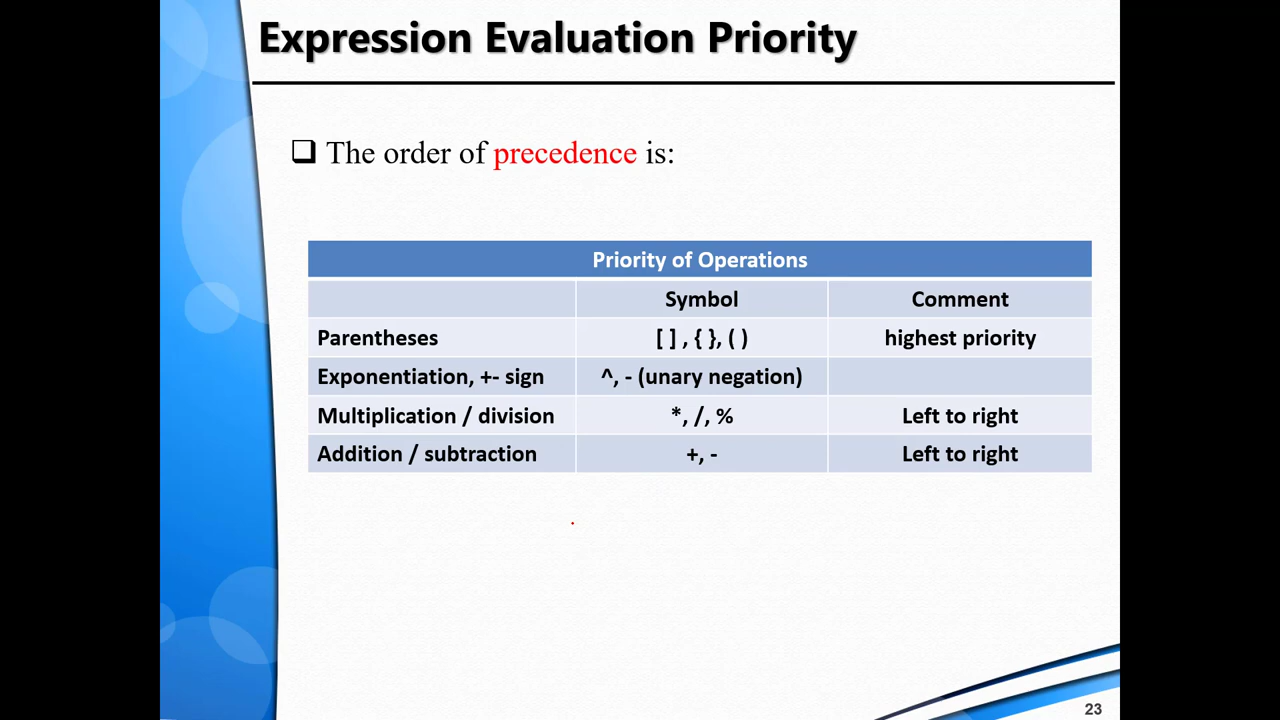 Expression Evaluation Priority
❑ The order of precedence is:
Priority of Operations
Symbol Comment
Parentheses [ ] , { }, ( ) highest priority
Exponentiation, +- sign ^, - (unary negation)
Multiplication / division *, /, % Left to right
Addition / subtraction +, - Left to right
23